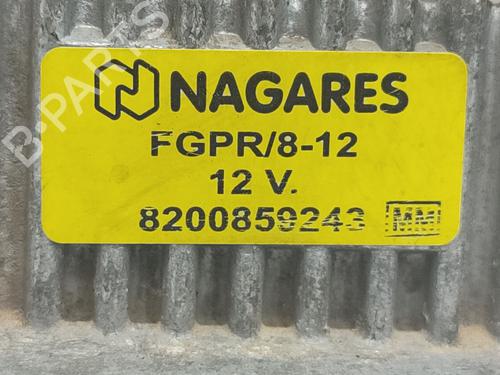 NAGARES
FGPR/8-12
12 V.
8200859243 MM
B-PARTS